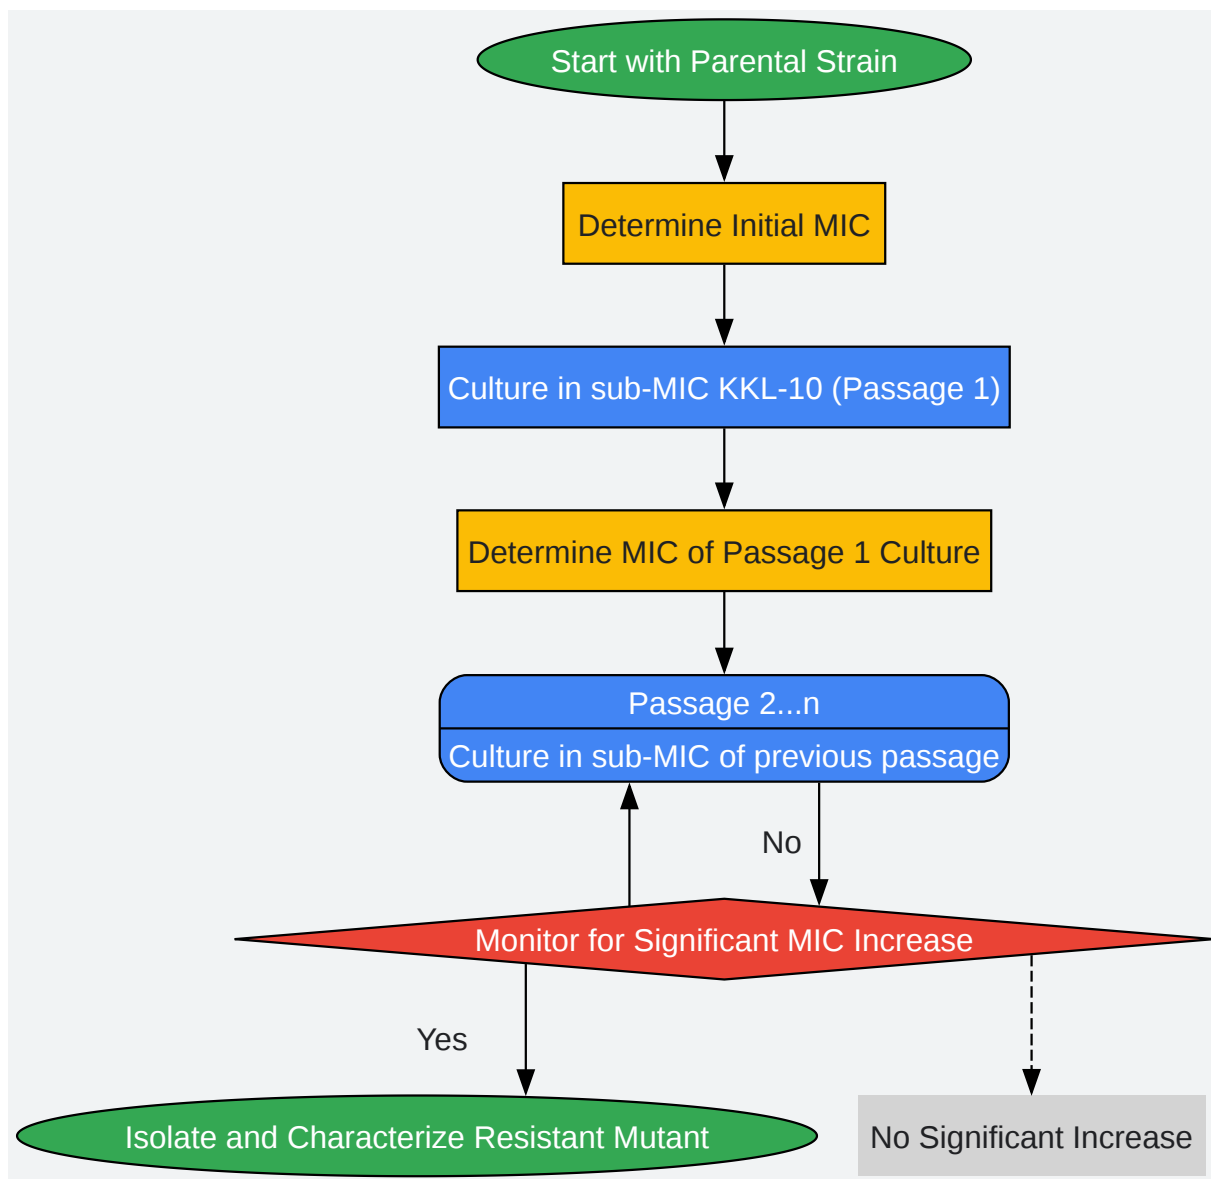 Start with Parental Strain
Determine Initial MIC
Culture in sub-MIC KKL-10 (Passage 1)
Determine MIC of Passage 1 Culture
Passage 2...n
Culture in sub-MIC of previous passage
No
Monitor for Significant MIC Increase
Yes
Isolate and Characterize Resistant Mutant
No Significant Increase